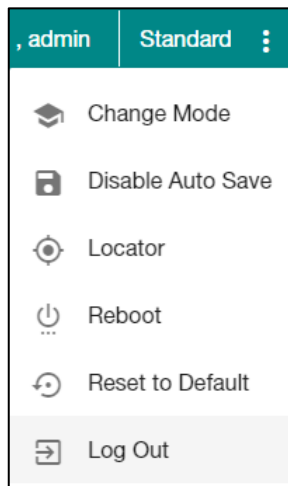 , admin Standard
Change Mode
Disable Auto Save
Locator
Reboot
Reset to Default
Log Out